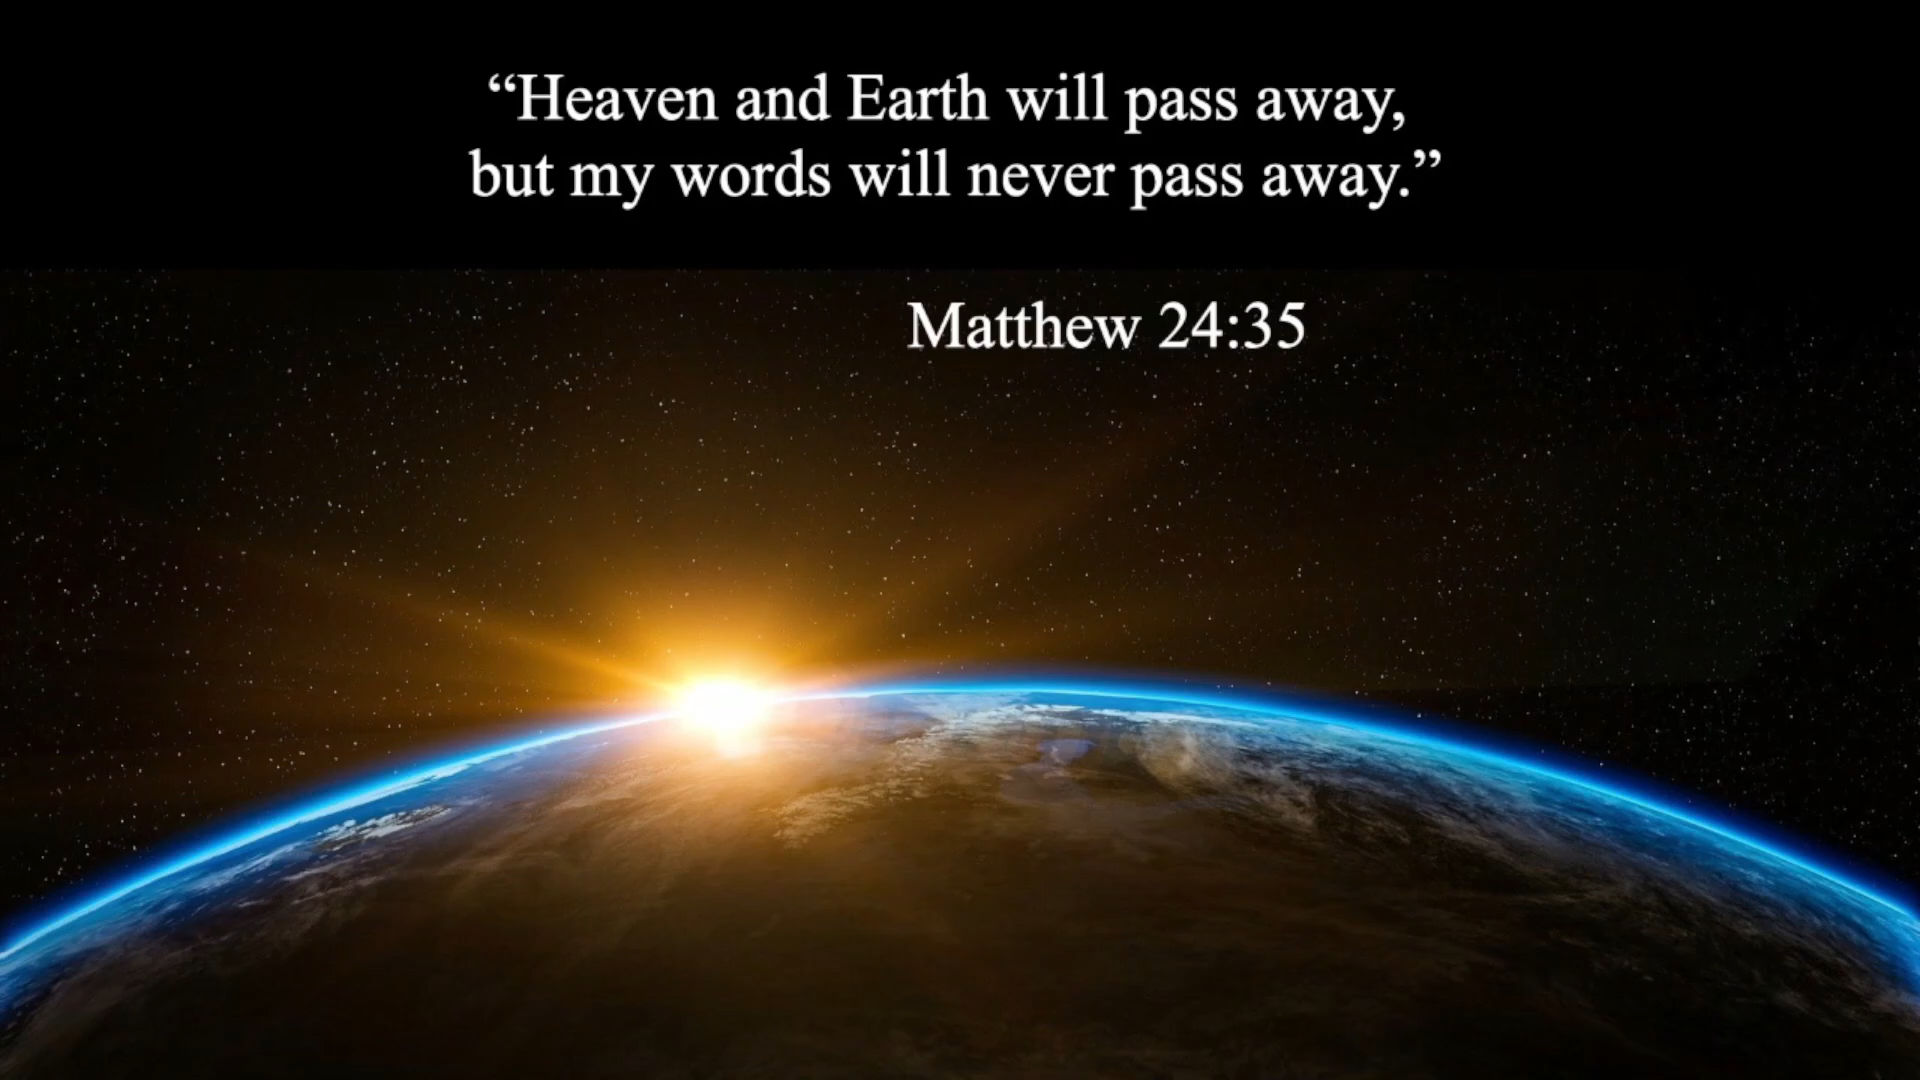 “Heaven and Earth will pass away,
but my words will never pass away.”
Matthew 24:35